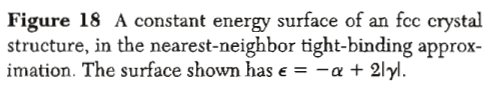 Figure 18 A constant energy surface of an fcc crystal
structure, in the nearest-neighbor tight-binding approx-
imation. The surface shown has ϵ = −α + 2|γ|.